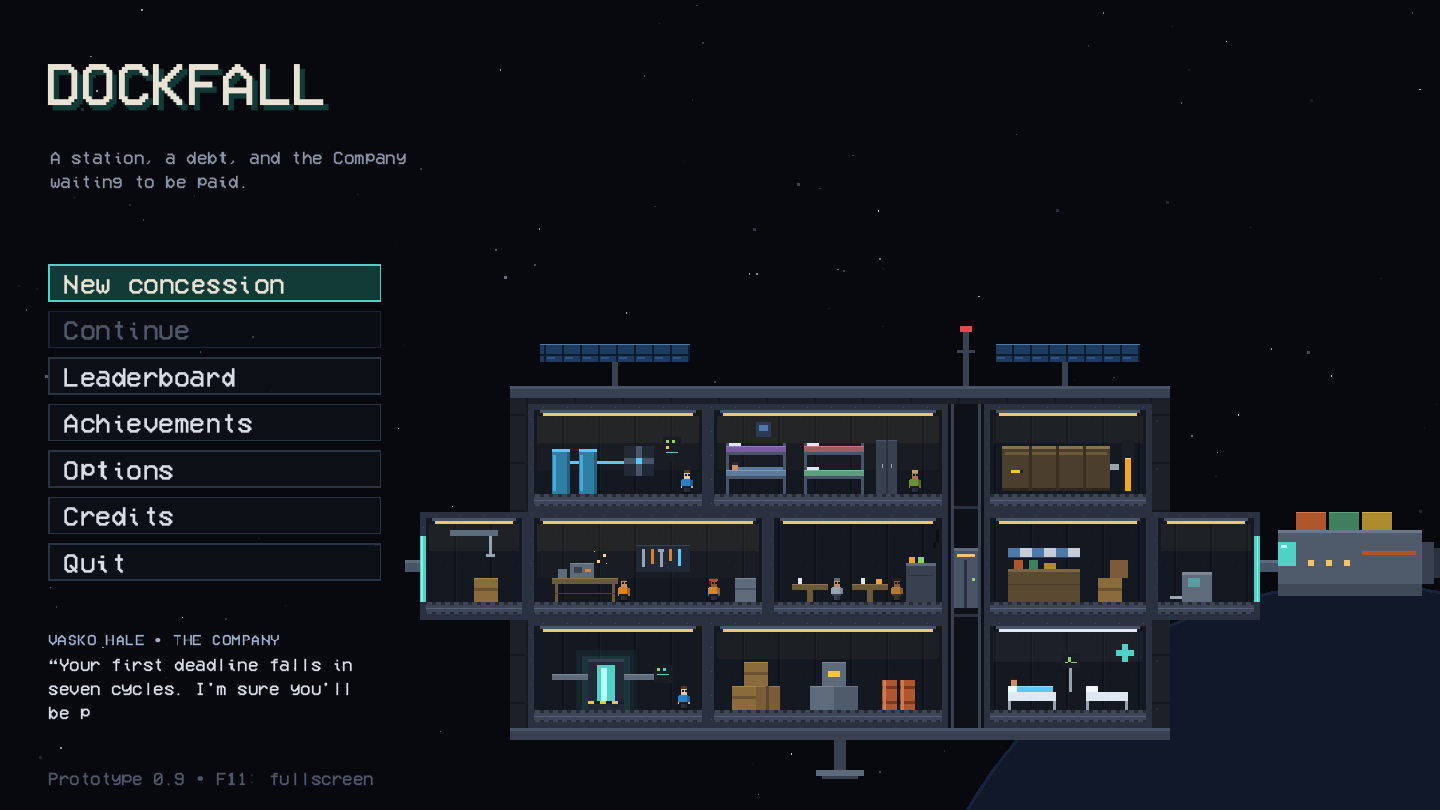 DOCKFALL
A station, a debt, and the Company
waiting to be paid.
New concession
Continue
Leaderboard
Achievements
Options
Credits
Quit
VASKO HALE • THE COMPANY
“Your first deadline falls in
seven cycles. I'm sure you'll
be p
Prototype 0.9 • F11: fullscreen